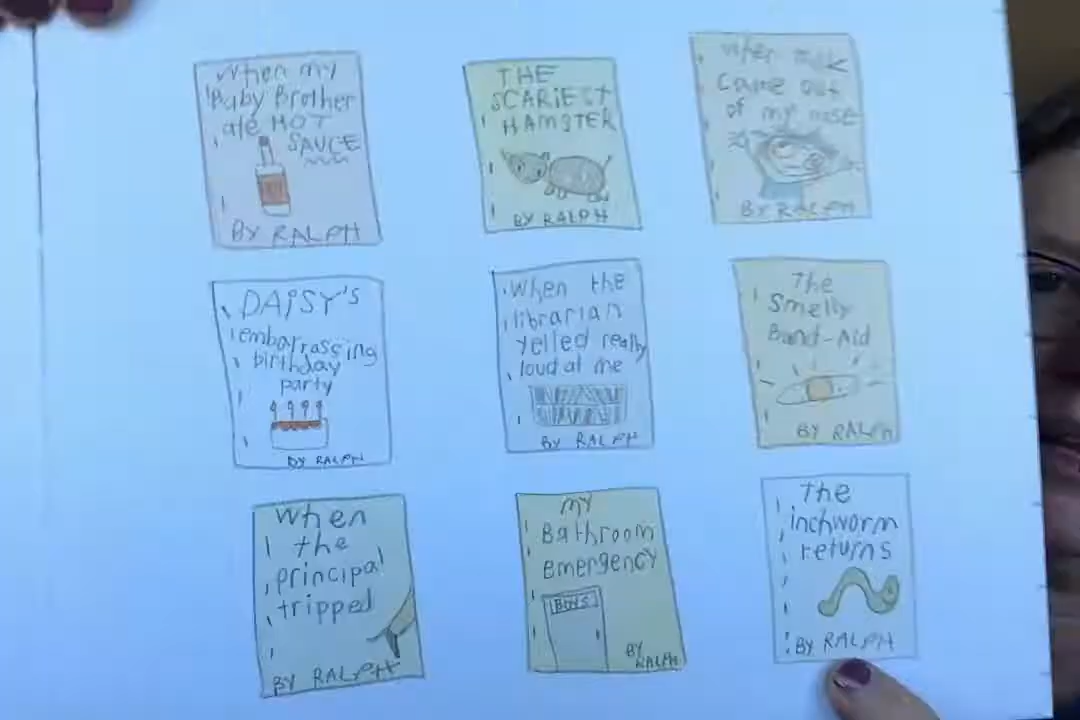 When my
Baby Brother
ate HOT
SAUCE
BY RALPH
THE
SCARIEST
HAMSTER
BY RALPH
When milk
came out
of my nose
BY RALPH
DAISY'S
embarrassing
birthday
party
BY RALPH
When the
librarian
yelled really
loud at me
BY RALPH
The
Smelly
Band-Aid
BY RALPH
When
the
principal
tripped
BY RALPH
my
Bathroom
emergency
BOYS
BY
RALPH
The
inchworm
returns
BY RALPH